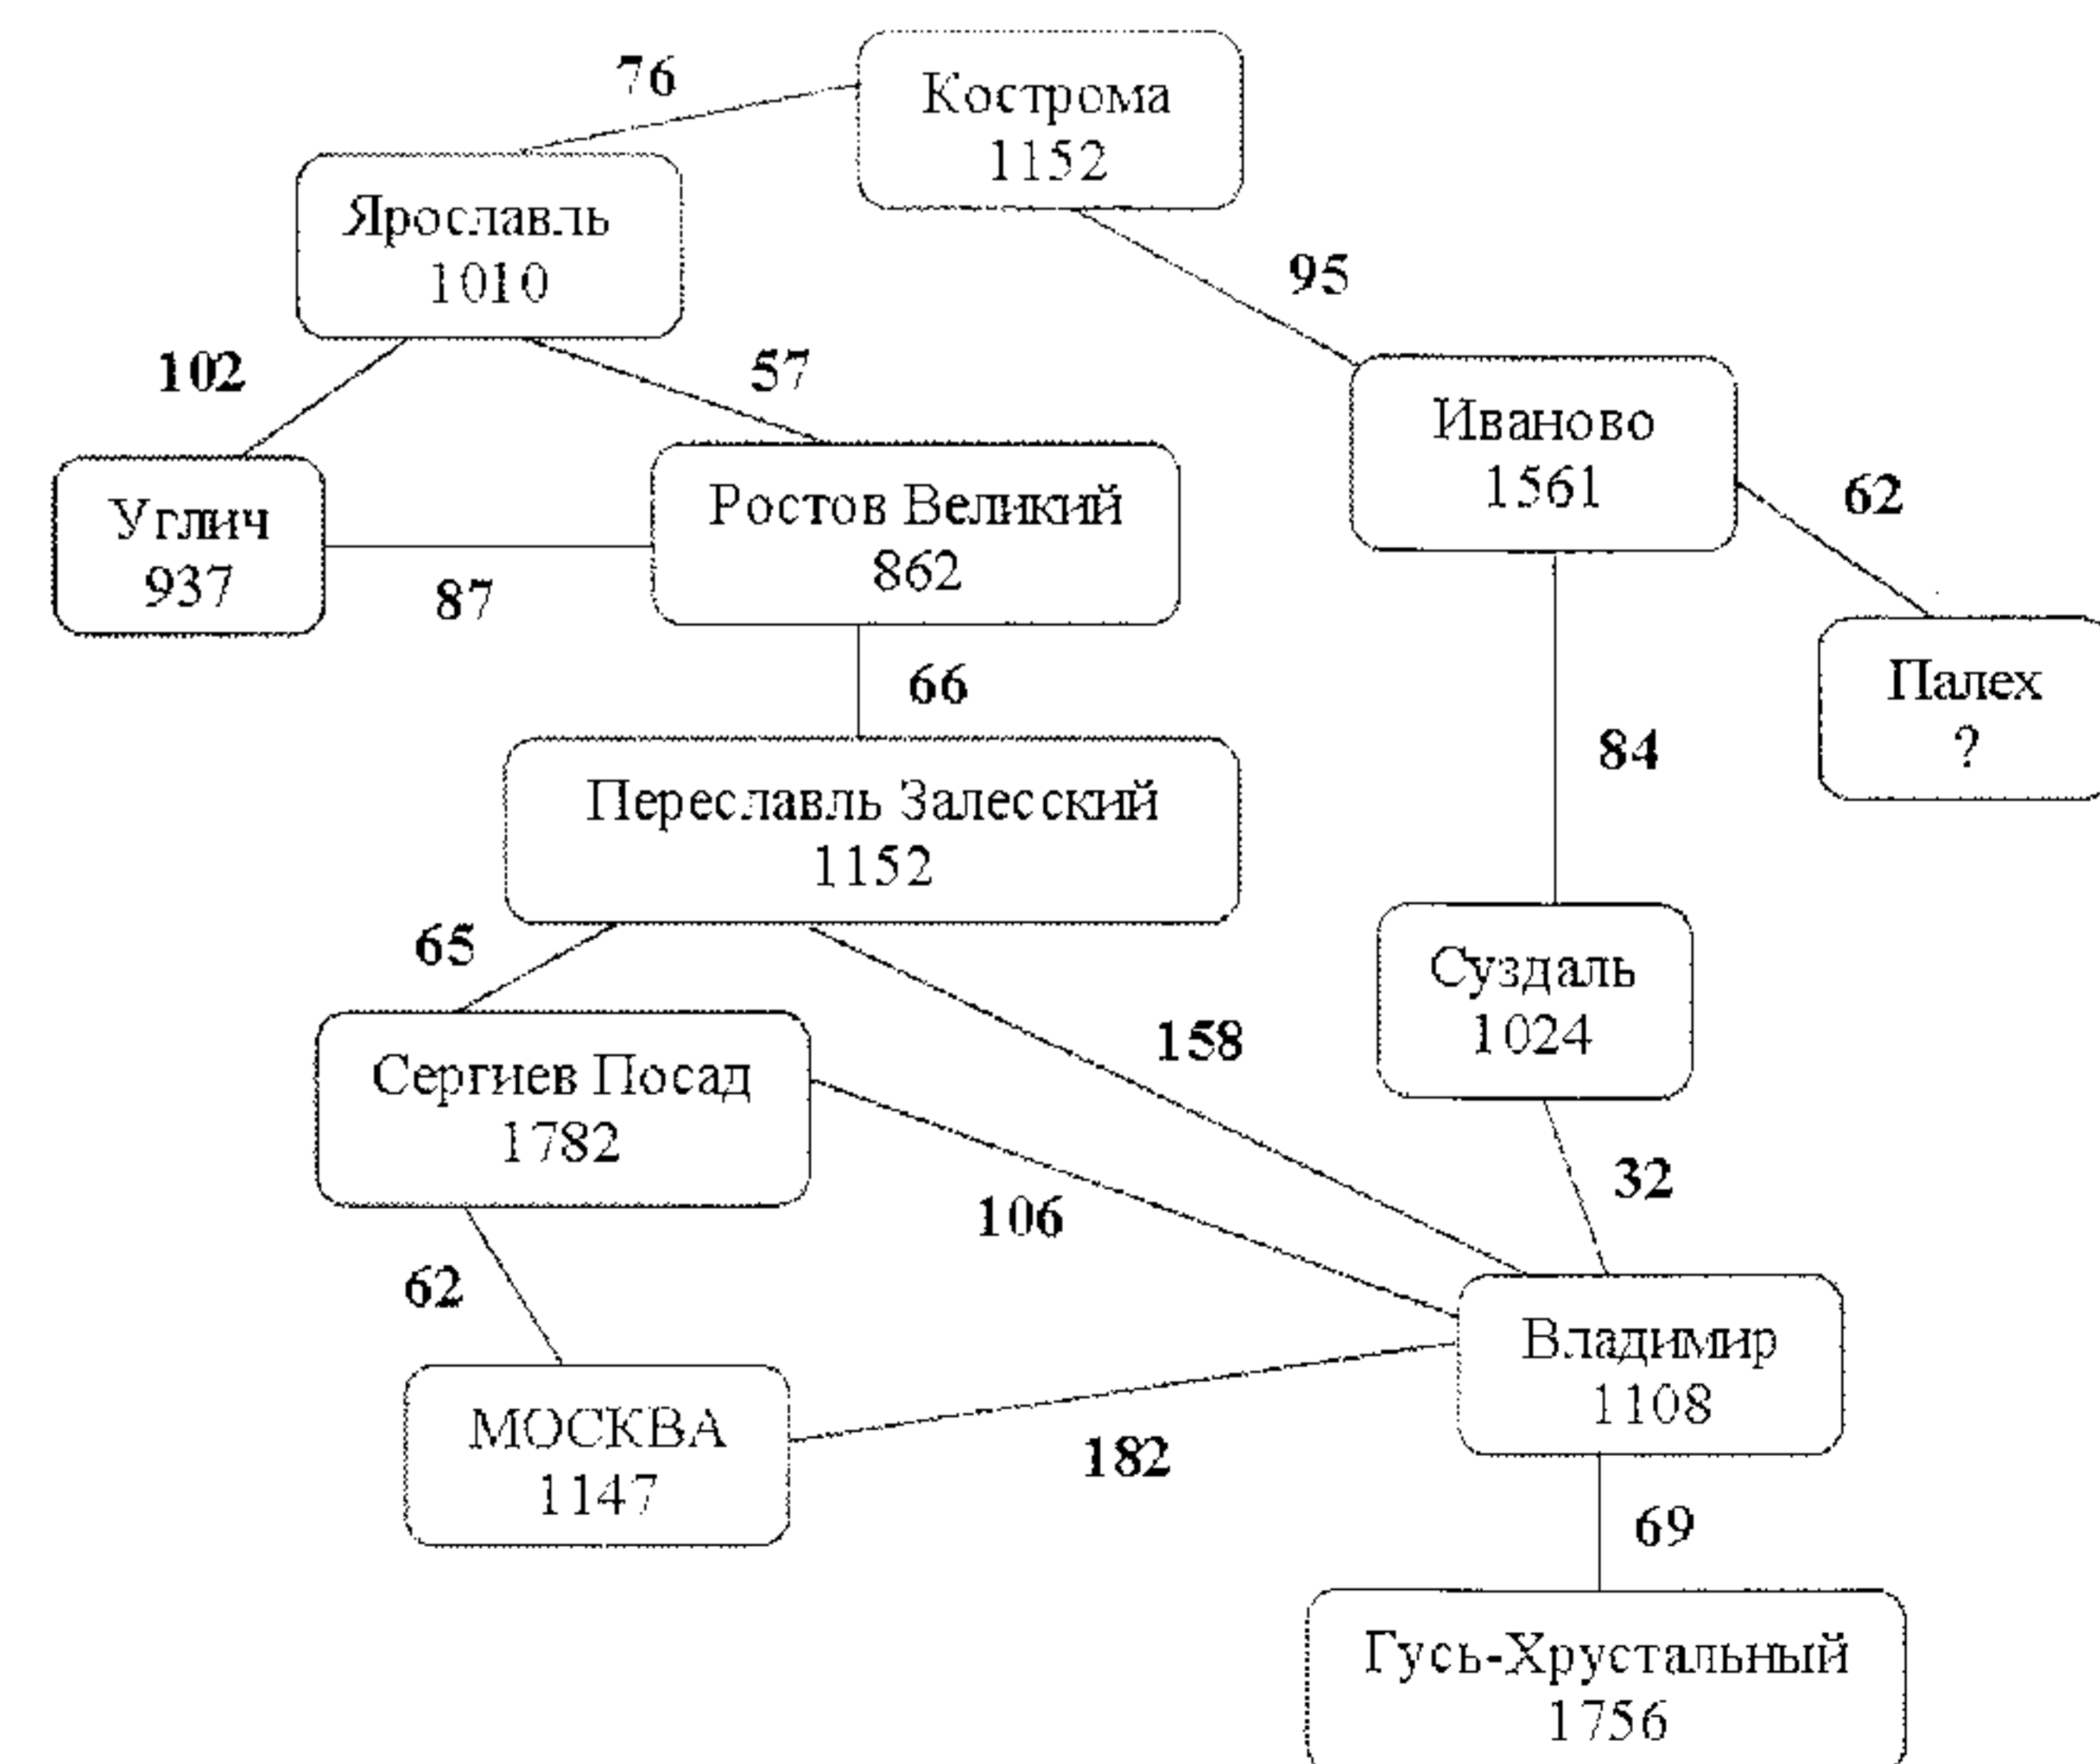 76
Кострома
1152
Ярославль
1010
95
102
57
Иваново
1561
62
Углич
937
Ростов Великий
862
87
66
Палех
?
84
Переславль Залесский
1152
65
Суздаль
1024
158
Сергиев Посад
1782
106
32
62
Владимир
1108
МОСКВА
1147
182
69
Гусь-Хрустальный
1756